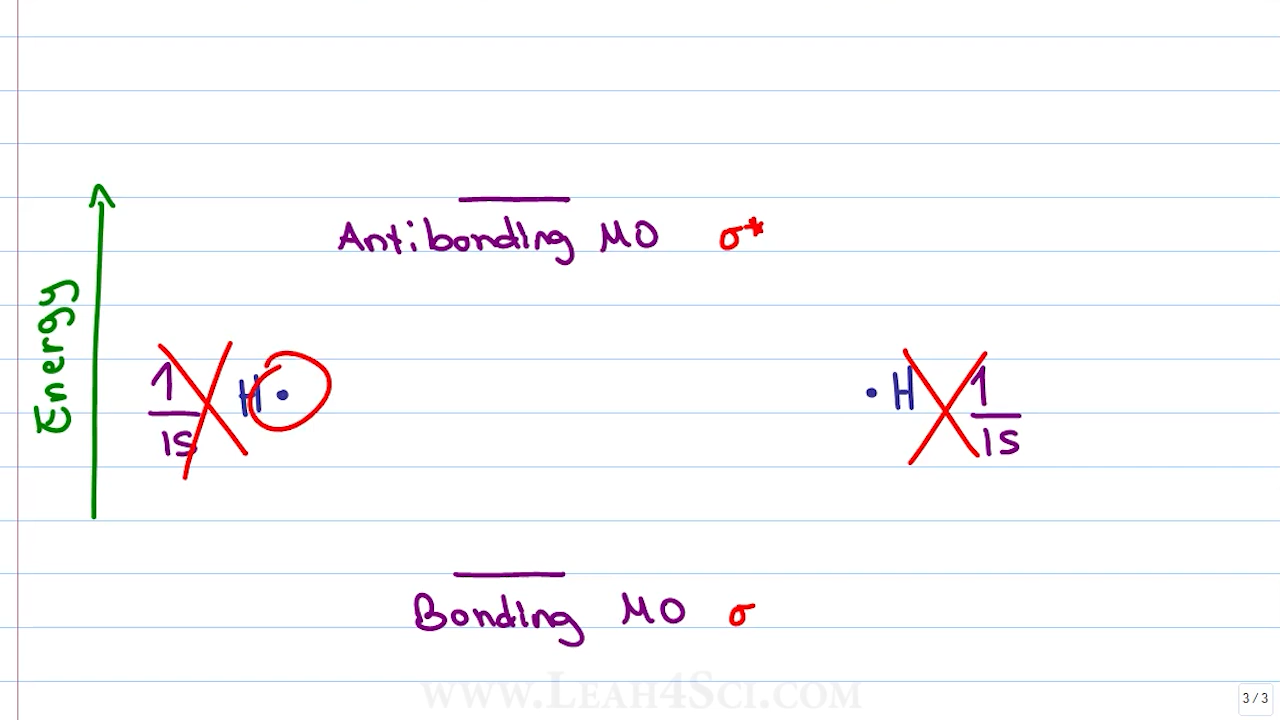 Antibonding MO σ*
Energy
1 H • • H 1
1s 1s
Bonding MO σ
www.Leah4Sci.com
3 / 3